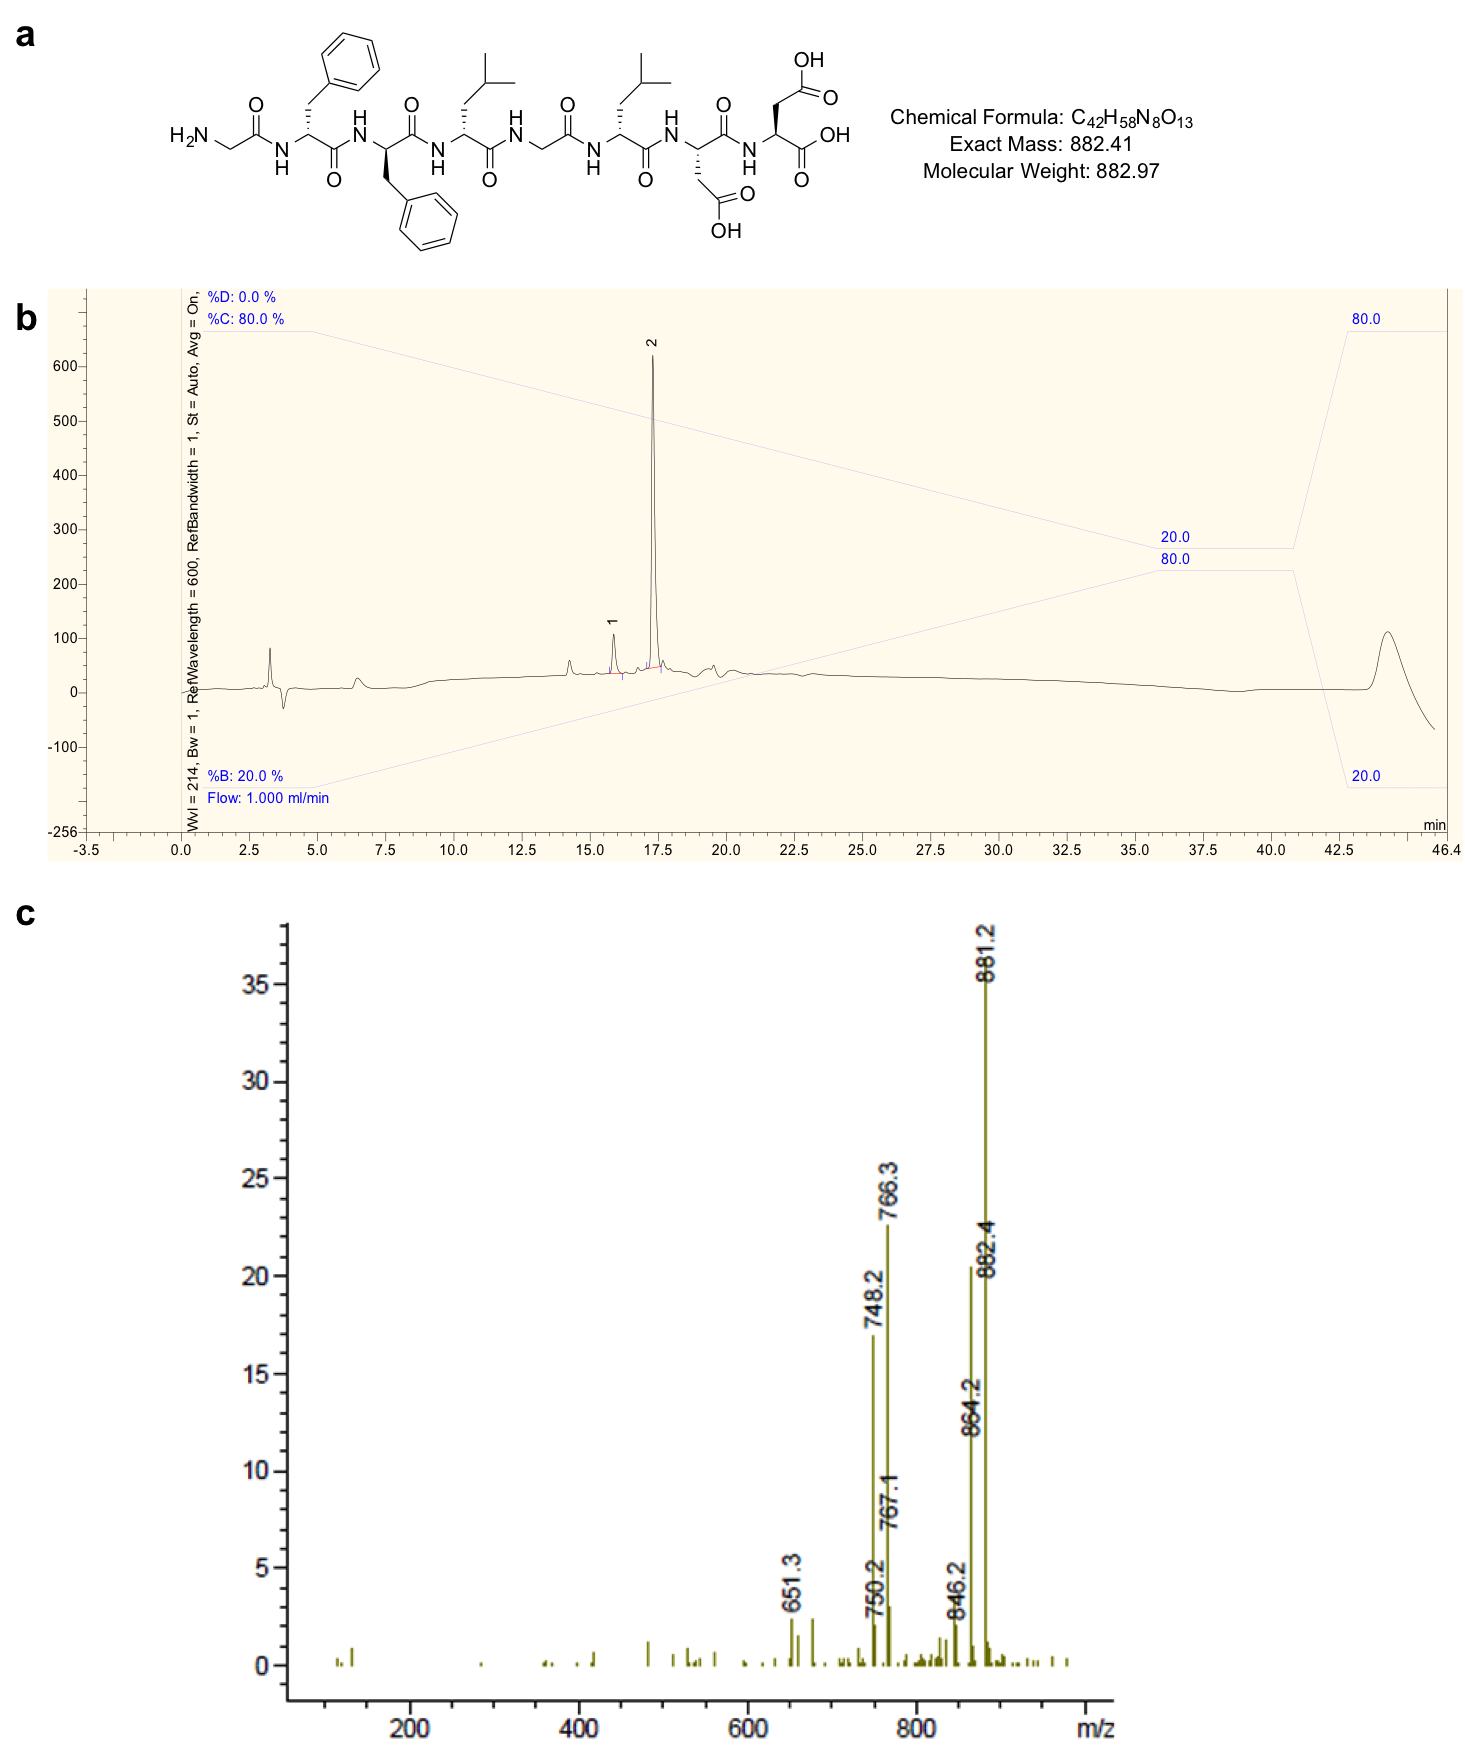 a
OH
O
O
O
O
O
H
N
H
N
H
N
OH
H2N
N
H
N
H
N
H
N
H
O
O
O
O
O
O
OH
Chemical Formula: C42H58N8O13
Exact Mass: 882.41
Molecular Weight: 882.97
b
%D: 0.0 %
%C: 80.0 %
80.0
Wvl = 214, Bw = 1, RefWavelength = 600, RefBandwidth = 1, St = Auto, Avg = On,
2
600
500
400
300
200
100
0
-100
-256
1
20.0
80.0
%B: 20.0 %
20.0
Flow: 1.000 ml/min
min
-3.5 0.0 2.5 5.0 7.5 10.0 12.5 15.0 17.5 20.0 22.5 25.0 27.5 30.0 32.5 35.0 37.5 40.0 42.5 46.4
c
881.2
35
30
25
20
15
10
5
0
766.3
882.4
748.2
864.2
767.1
651.3
750.2
846.2
200 400 600 800 m/z